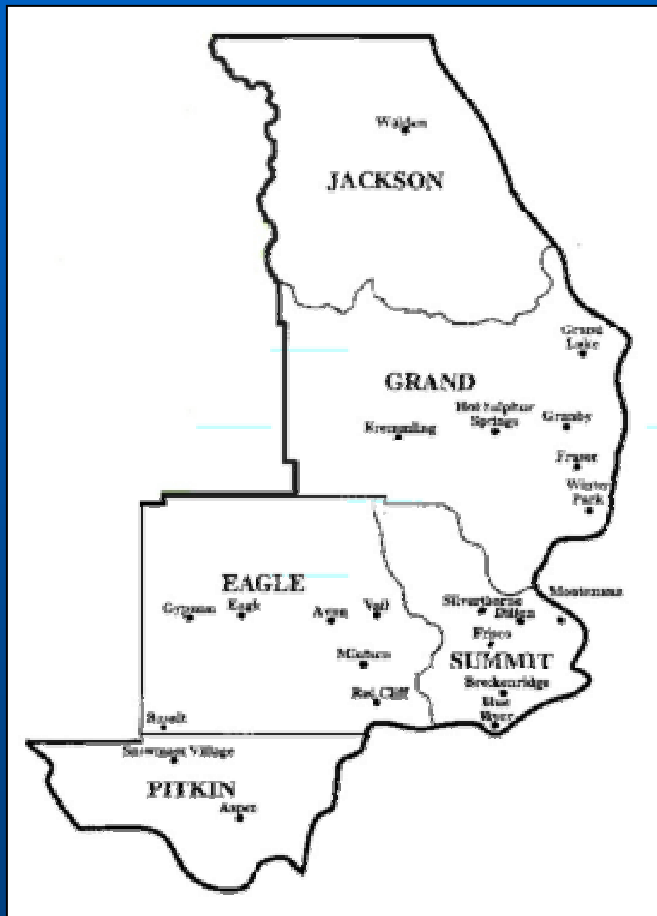 Walden
JACKSON
Grand
Lake
GRAND
Hot Sulphur
Springs
Kremmling
Granby
Fraser
Winter
Park
EAGLE
Gypsum
Eagle
Avon
Vail
Silverthorne
Dillon
Montezuma
Frisco
Minturn
SUMMIT
Breckenridge
Red Cliff
Blue
River
Basalt
Snowmass Village
PITKIN
Aspen